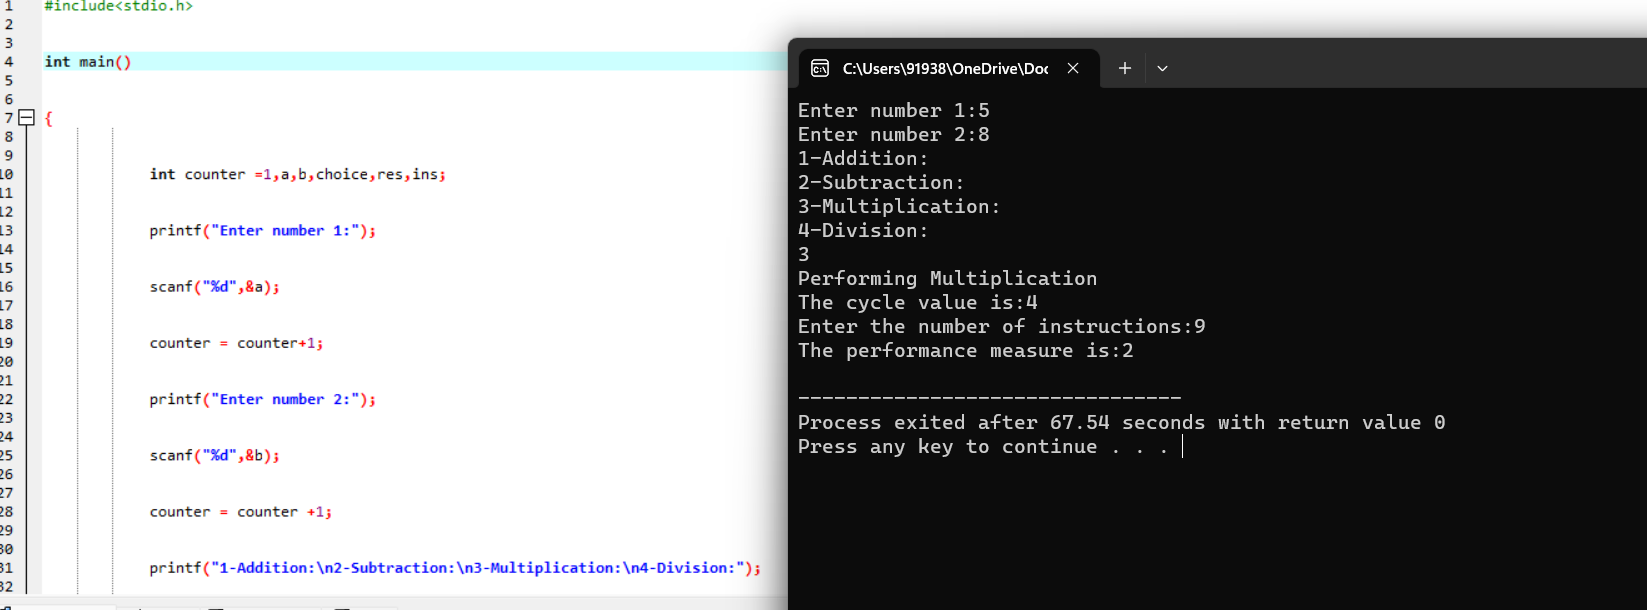 1 #include<stdio.h>
2
3
4 int main()
5
6
7 {
8
9
10 int counter =1,a,b,choice,res,ins;
11
12
13 printf("Enter number 1:");
14
15
16 scanf("%d",&a);
17
18
19 counter = counter+1;
20
21
22 printf("Enter number 2:");
23
24
25 scanf("%d",&b);
26
27
28 counter = counter +1;
29
30
31 printf("1-Addition:\n2-Subtraction:\n3-Multiplication:\n4-Division:");
32
C:\Users\91938\OneDrive\Doc
Enter number 1:5
Enter number 2:8
1-Addition:
2-Subtraction:
3-Multiplication:
4-Division:
3
Performing Multiplication
The cycle value is:4
Enter the number of instructions:9
The performance measure is:2
--------------------------------
Process exited after 67.54 seconds with return value 0
Press any key to continue . . .